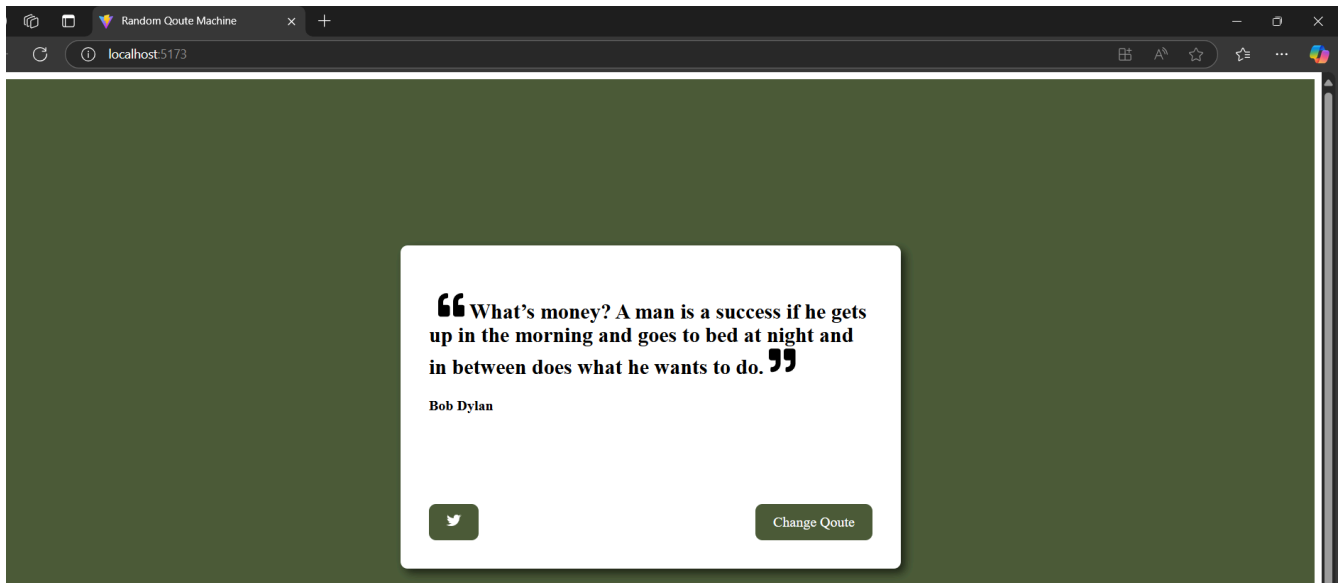 Random Qoute Machine
localhost:5173
❝ What’s money? A man is a success if he gets
up in the morning and goes to bed at night and
in between does what he wants to do. ❞
Bob Dylan
Change Qoute